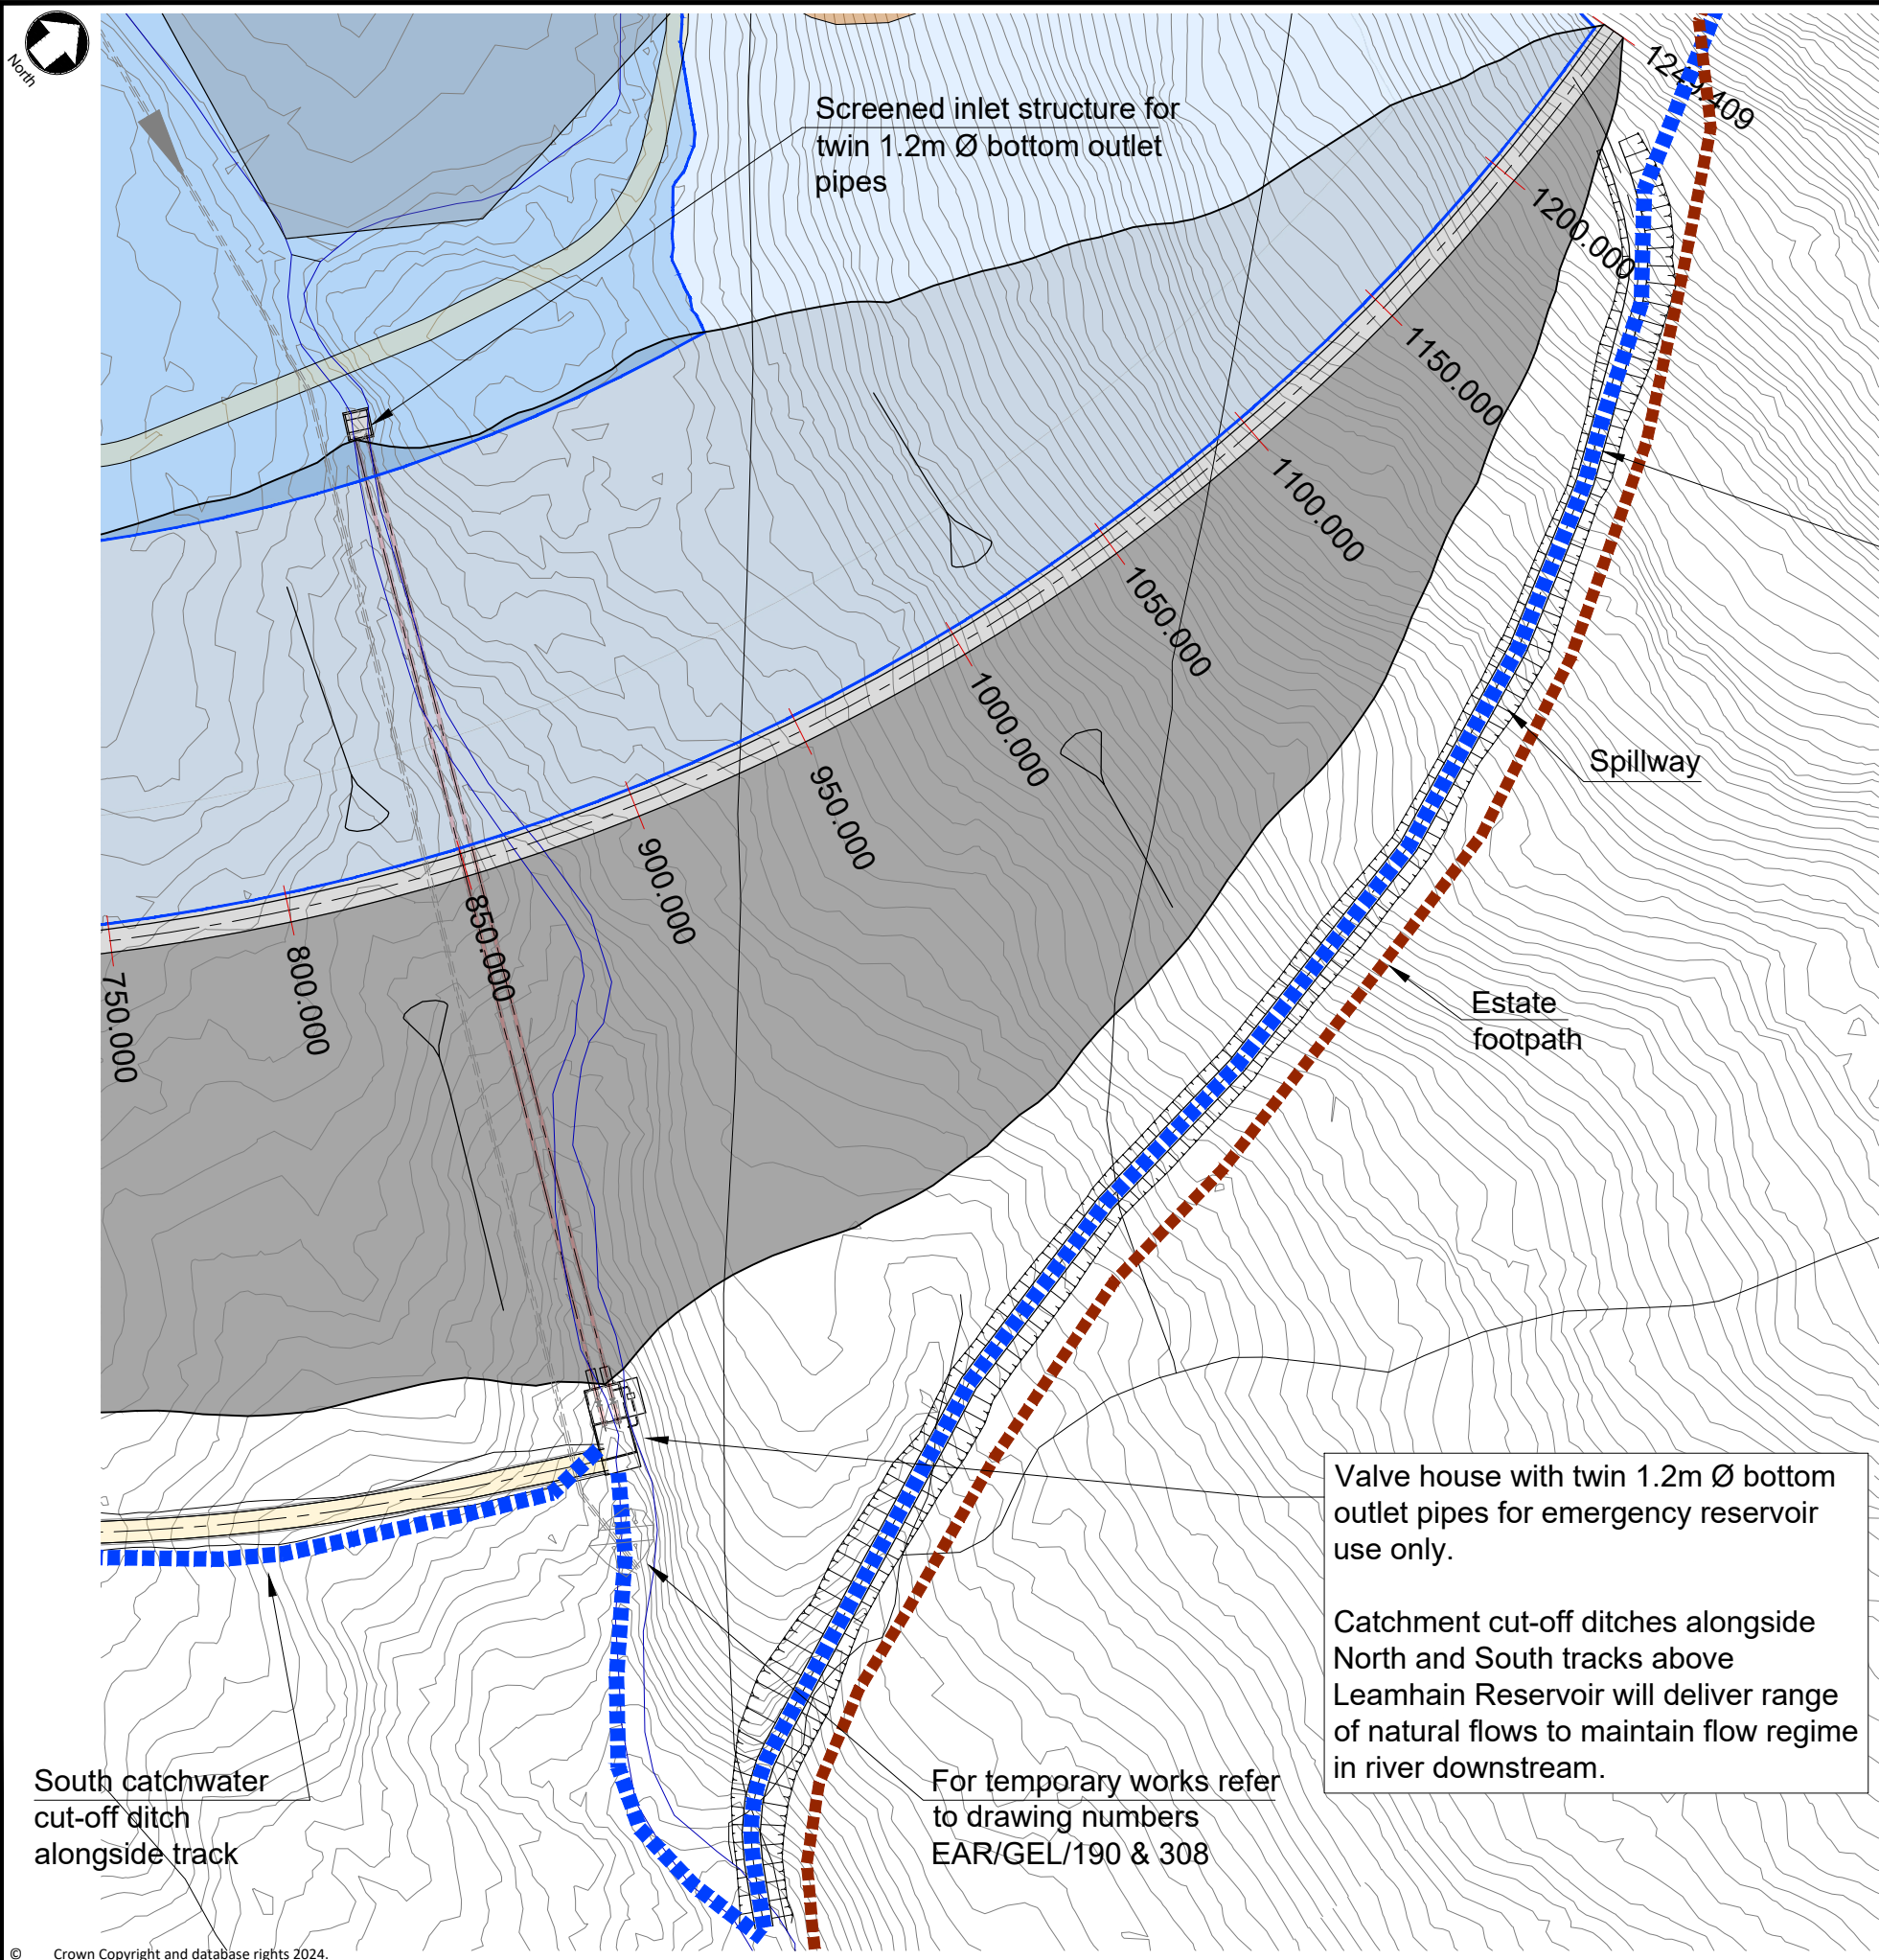 North
Screened inlet structure for
twin 1.2m Ø bottom outlet
pipes
1249.409
1200.000
1150.000
1100.000
1050.000
1000.000
950.000
900.000
850.000
800.000
750.000
Spillway
Estate
footpath
Valve house with twin 1.2m Ø bottom
outlet pipes for emergency reservoir
use only.
Catchment cut-off ditches alongside
North and South tracks above
Leamhain Reservoir will deliver range
of natural flows to maintain flow regime
in river downstream.
South catchwater
cut-off ditch
alongside track
For temporary works refer
to drawing numbers
EAR/GEL/190 & 308
© Crown Copyright and database rights 2024.